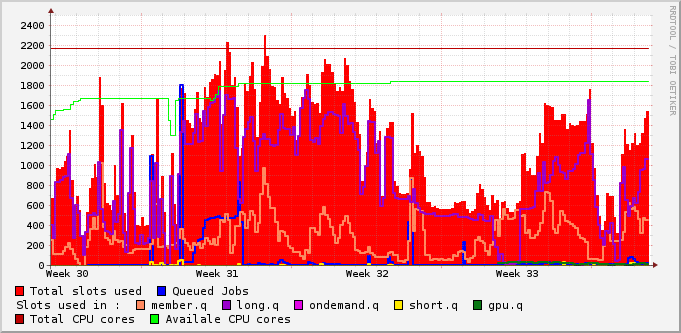 2400
2200
2000
1800
1600
1400
1200
1000
800
600
400
200
0
Week 30 Week 31 Week 32 Week 33
Total slots used Queued Jobs
Slots used in : member.q long.q ondemand.q short.q gpu.q
Total CPU cores Availale CPU cores
RRDTOOL / TOBI OETIKER